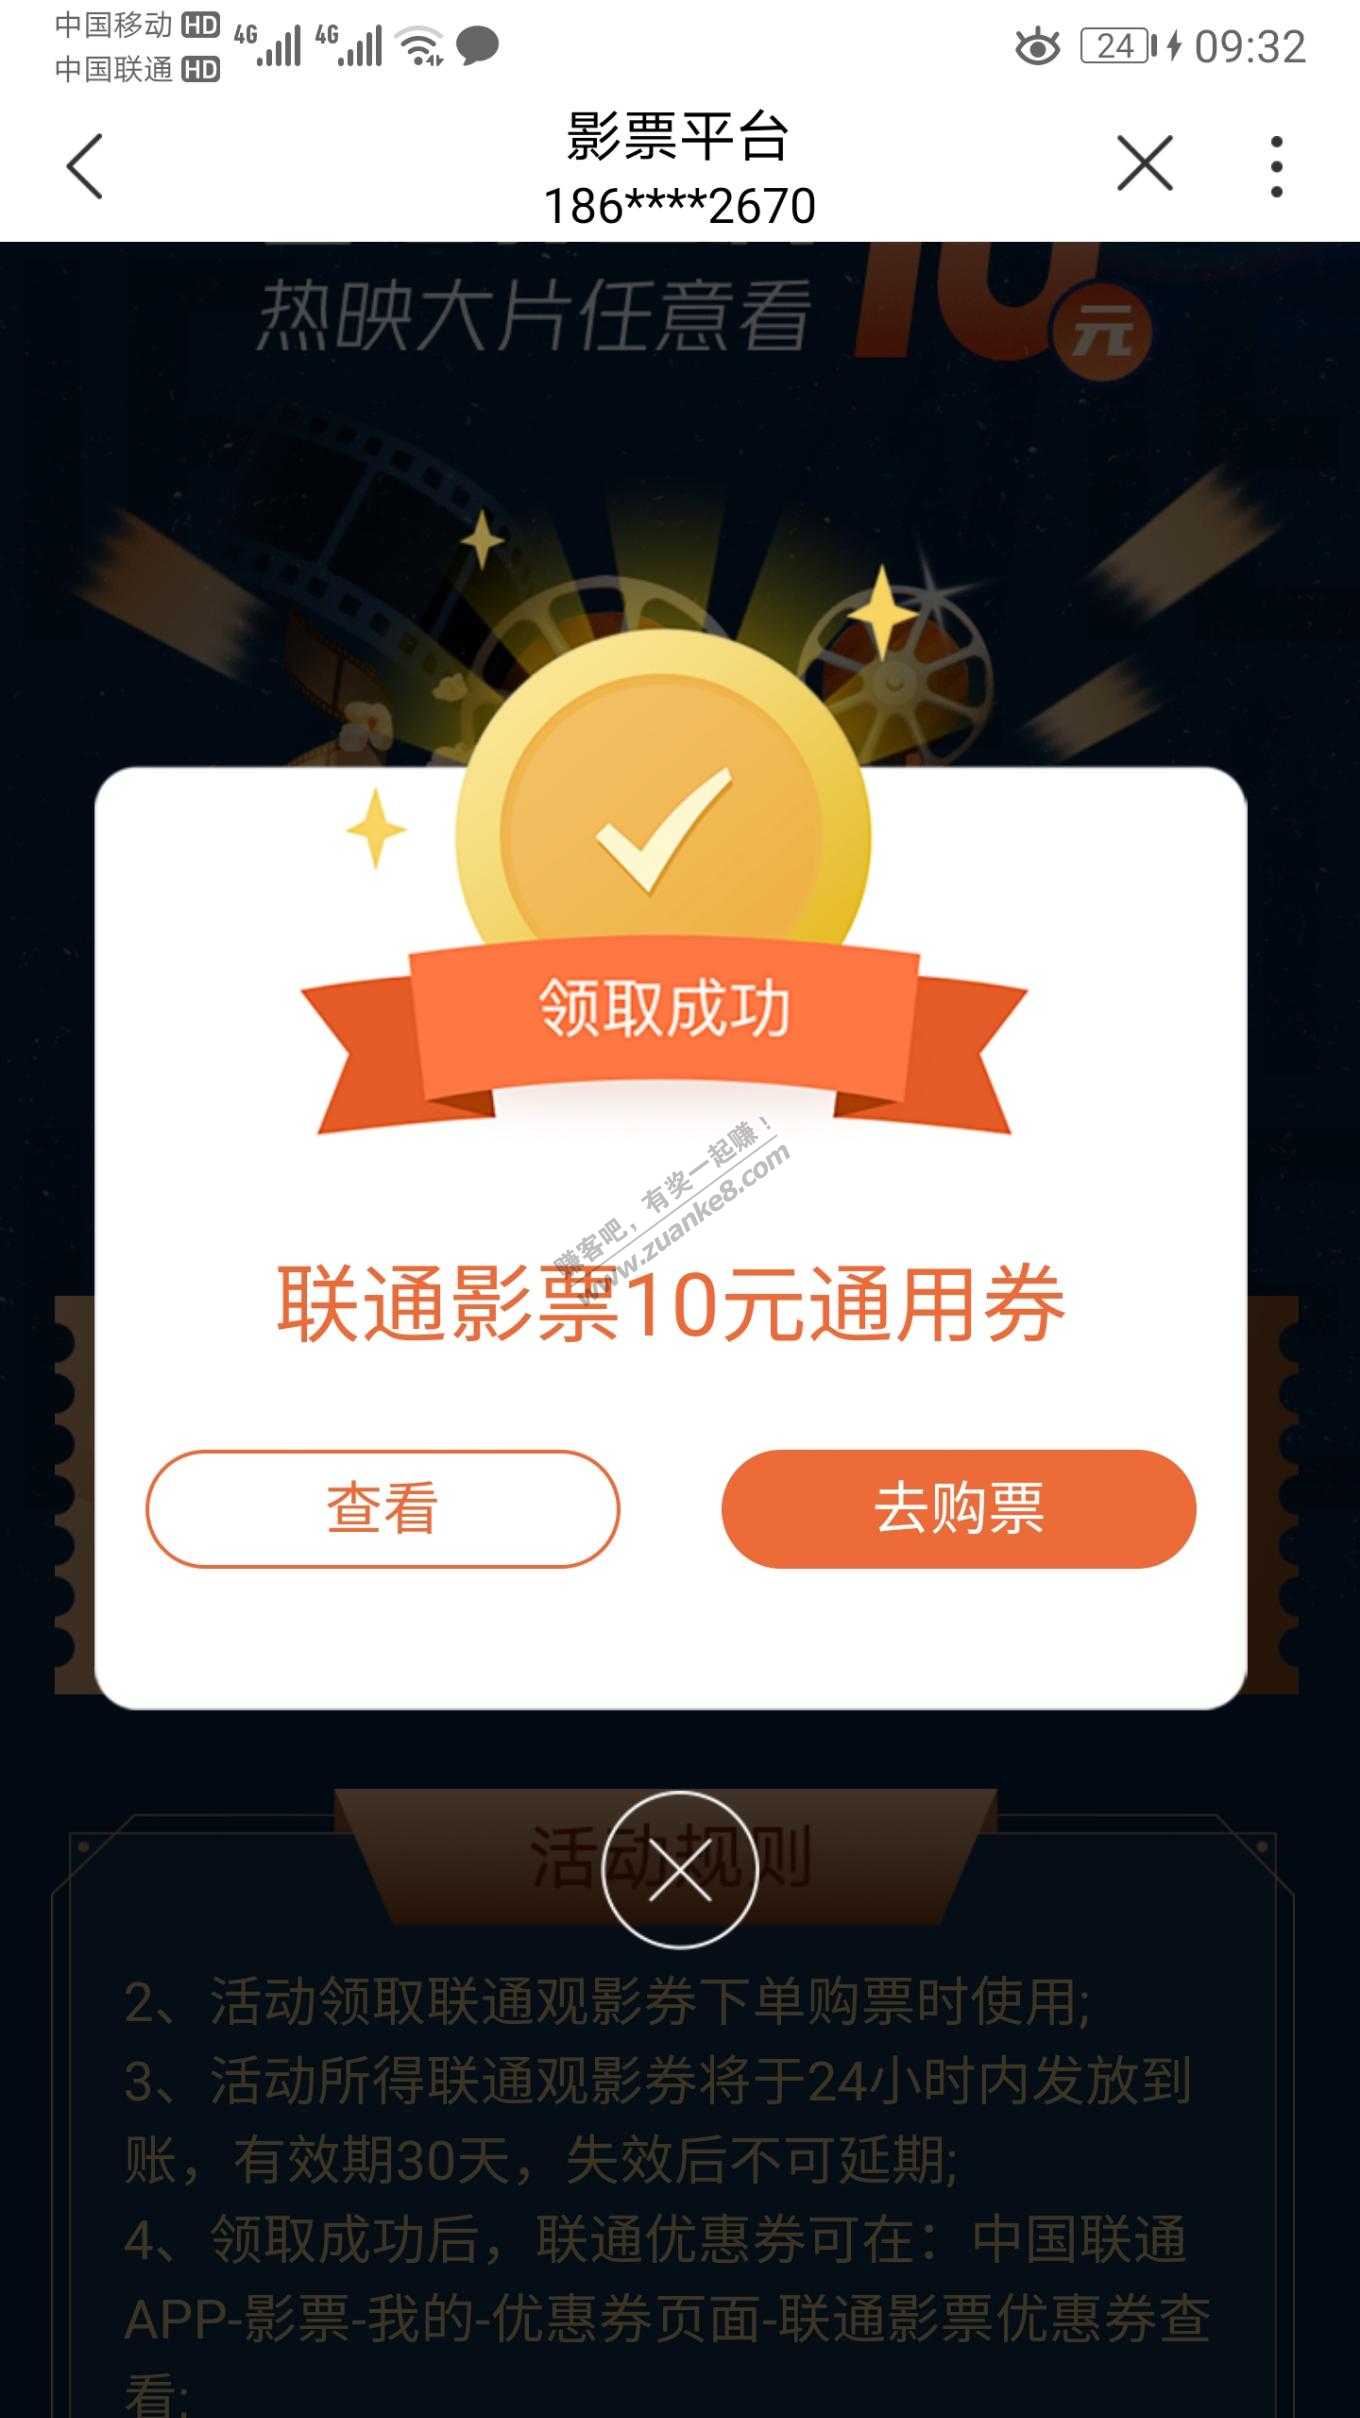 中国移动 HD 4G 4G 24 09:32
中国联通 HD
影票平台
186****2670
热映大片任意看 10元
领取成功
赚客吧，有奖一起赚！
www.zuanke8.com
联通影票10元通用券
查看 去购票
活动规则
2、活动领取联通观影券下单购票时使用;
3、活动所得联通观影券将于24小时内发放到
账，有效期30天，失效后不可延期;
4、领取成功后，联通优惠券可在：中国联通
APP-影票-我的-优惠券页面-联通影票优惠券查
看;